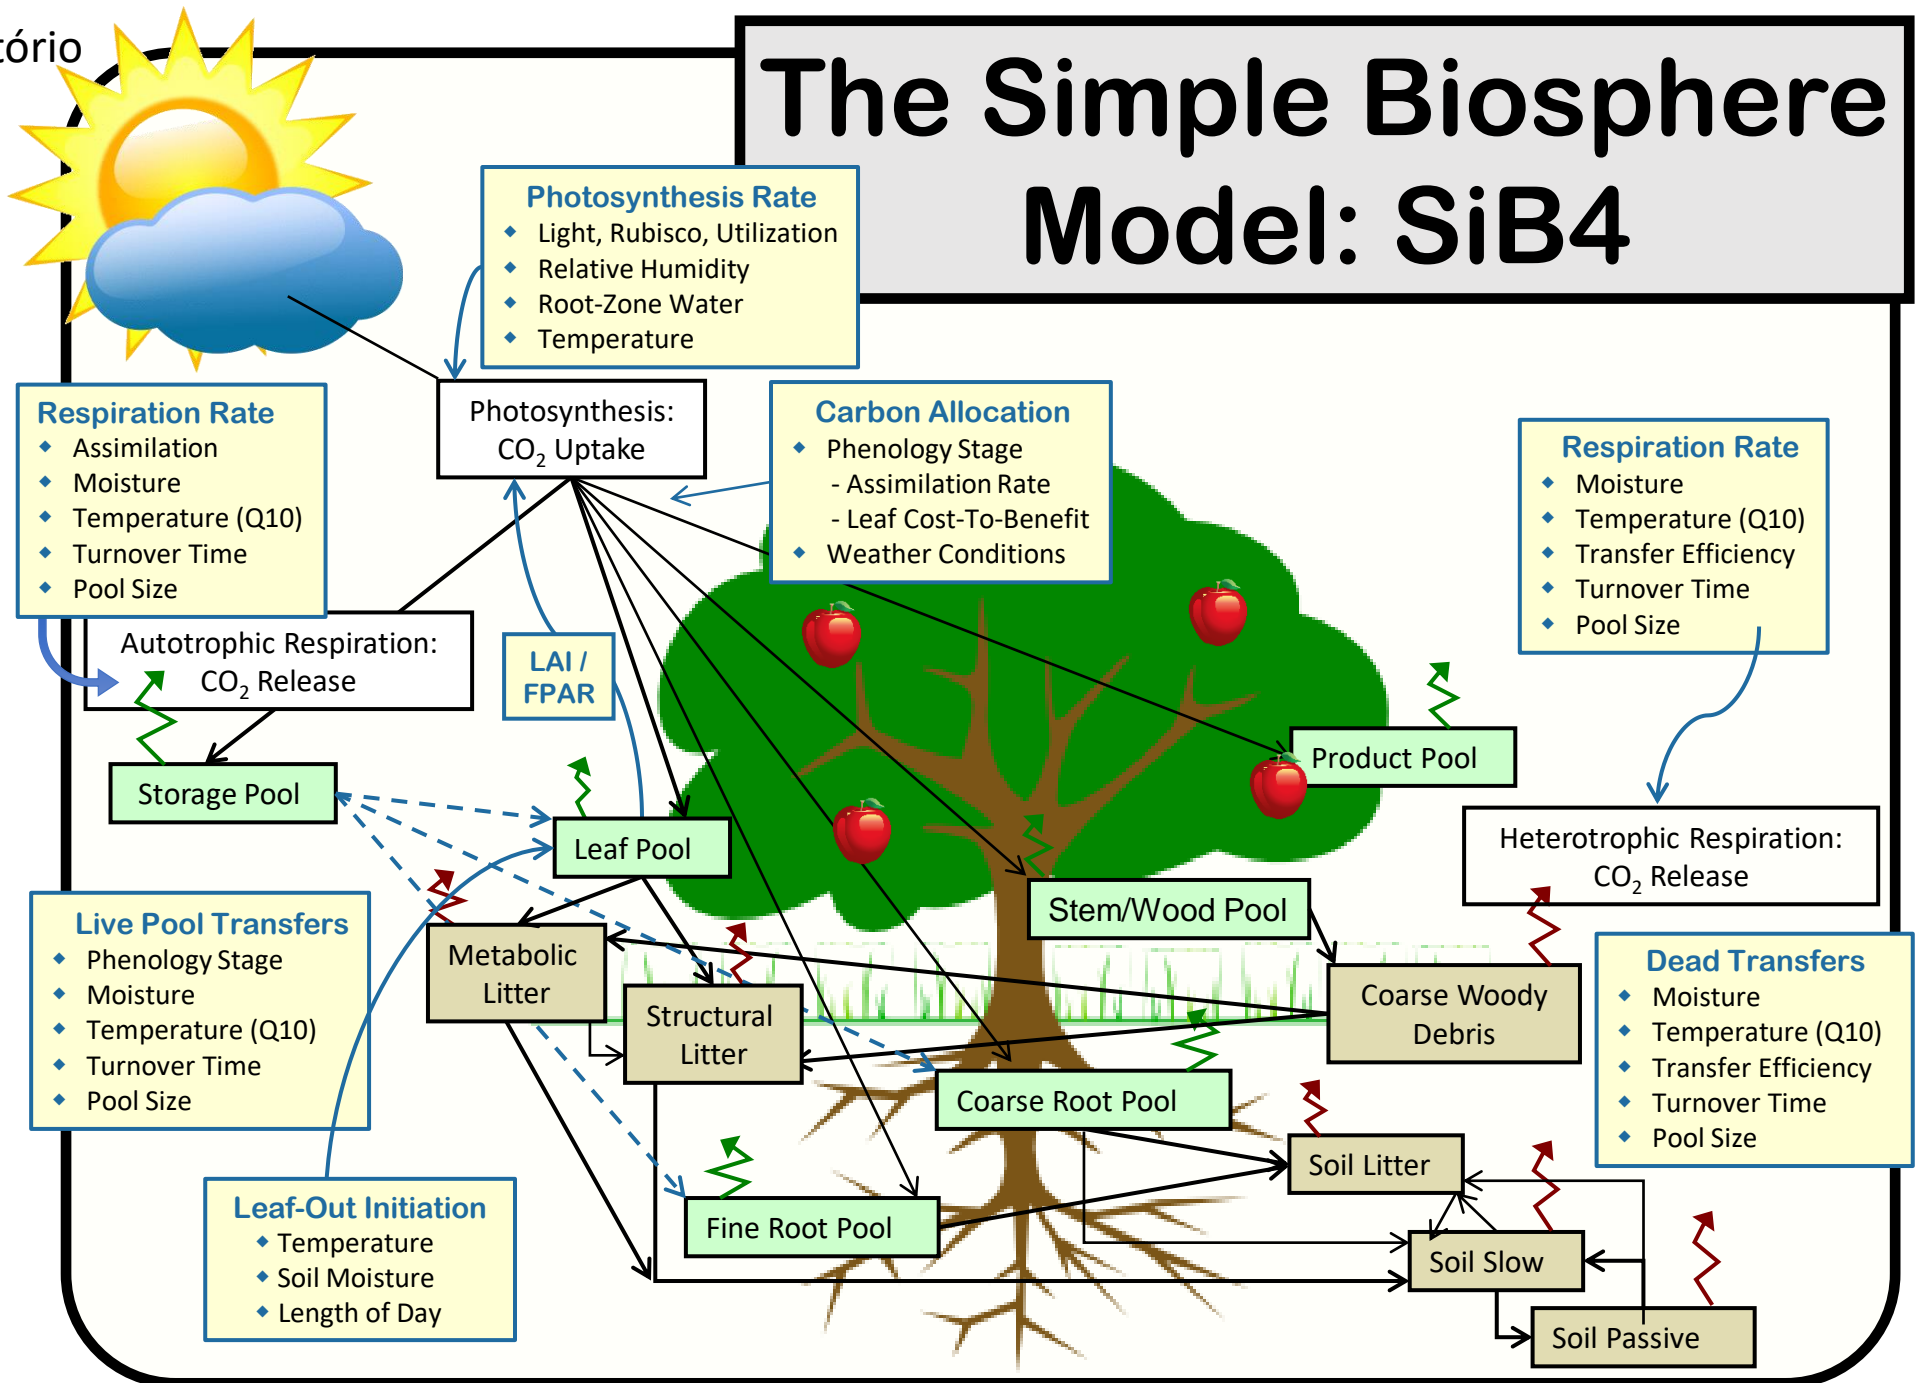 tório
The Simple Biosphere
Model: SiB4
Photosynthesis Rate
Light, Rubisco, Utilization
Relative Humidity
Root-Zone Water
Temperature
Respiration Rate
Assimilation
Moisture
Temperature (Q10)
Turnover Time
Pool Size
Photosynthesis:
CO₂ Uptake
Carbon Allocation
Phenology Stage
- Assimilation Rate
- Leaf Cost-To-Benefit
Weather Conditions
Respiration Rate
Moisture
Temperature (Q10)
Transfer Efficiency
Turnover Time
Pool Size
Autotrophic Respiration:
CO₂ Release
LAI /
FPAR
Product Pool
Storage Pool
Leaf Pool
Heterotrophic Respiration:
CO₂ Release
Stem/Wood Pool
Live Pool Transfers
Phenology Stage
Moisture
Temperature (Q10)
Turnover Time
Pool Size
Metabolic
Litter
Structural
Litter
Coarse Woody
Debris
Dead Transfers
Moisture
Temperature (Q10)
Transfer Efficiency
Turnover Time
Pool Size
Coarse Root Pool
Soil Litter
Leaf-Out Initiation
Temperature
Soil Moisture
Length of Day
Fine Root Pool
Soil Slow
Soil Passive